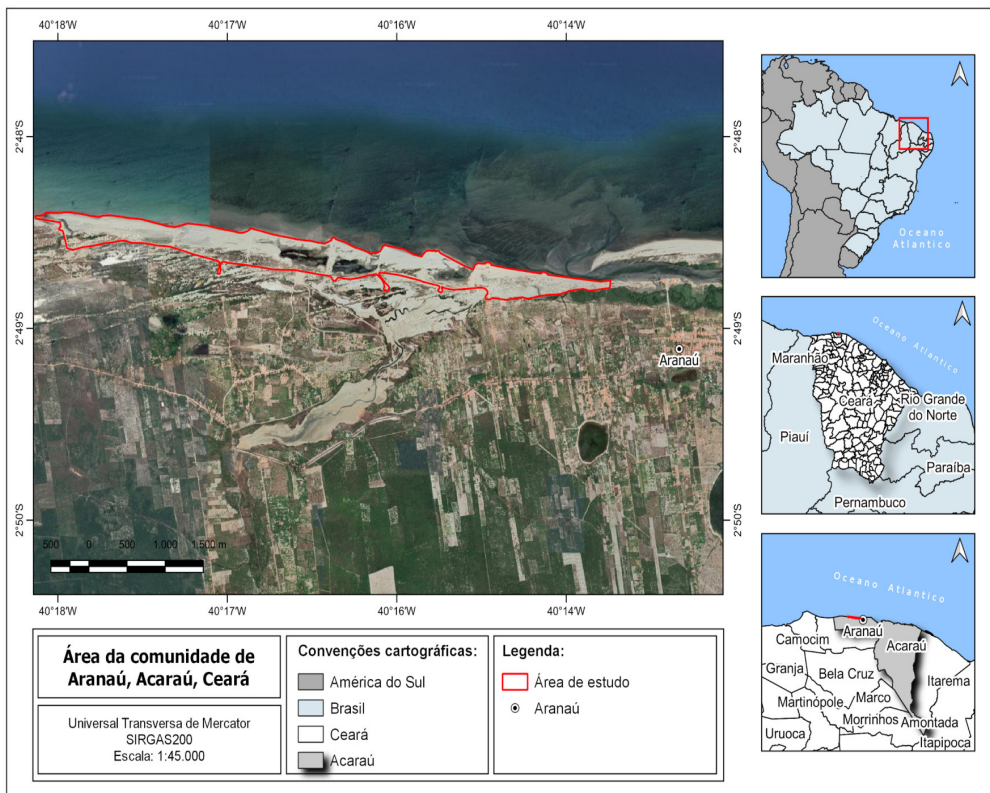 40°18'W 40°17'W 40°16'W 40°14'W
2°48'S 2°48'S
2°49'S 2°49'S
2°50'S 2°50'S
Aranaú
500 0 500 1.000 1.500 m
40°18'W 40°17'W 40°16'W 40°14'W
Oceano
Atlantico
Oceano Atlantico
Maranhão
Ceará
Rio Grande
do Norte
Piauí
Paraíba
Pernambuco
Oceano Atlantico
Camocim
Aranaú
Acaraú
Granja
Bela Cruz
Itarema
Martinópole
Marco
Morrinhos
Amontada
Uruoca
Itapipoca
Área da comunidade de
Aranaú, Acaraú, Ceará
Universal Transversa de Mercator
SIRGAS200
Escala: 1:45.000
Convenções cartográficas:
América do Sul
Brasil
Ceará
Acaraú
Legenda:
Área de estudo
Aranaú